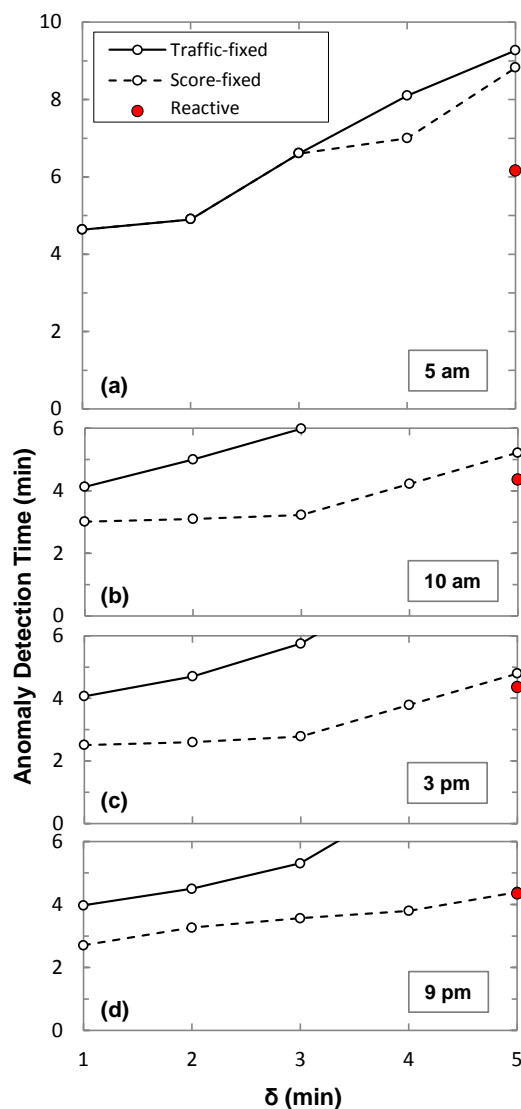 10
Traffic-fixed
Score-fixed
Reactive
8
6
4
2
0
(a)
5 am
6
4
2
0
(b)
10 am
6
4
2
0
(c)
3 pm
6
4
2
0
(d)
9 pm
1 2 3 4 5
δ (min)
Anomaly Detection Time (min)